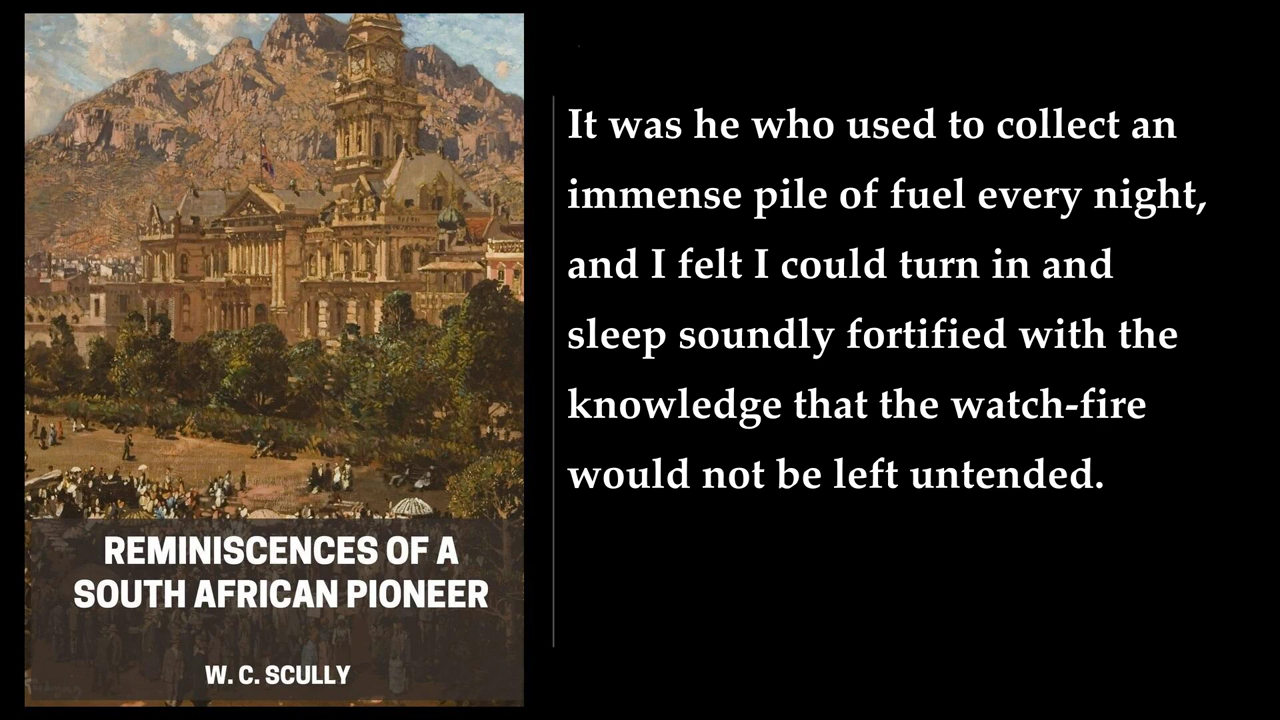 It was he who used to collect an
immense pile of fuel every night,
and I felt I could turn in and
sleep soundly fortified with the
knowledge that the watch-fire
would not be left untended.
REMINISCENCES OF A
SOUTH AFRICAN PIONEER
W. C. SCULLY